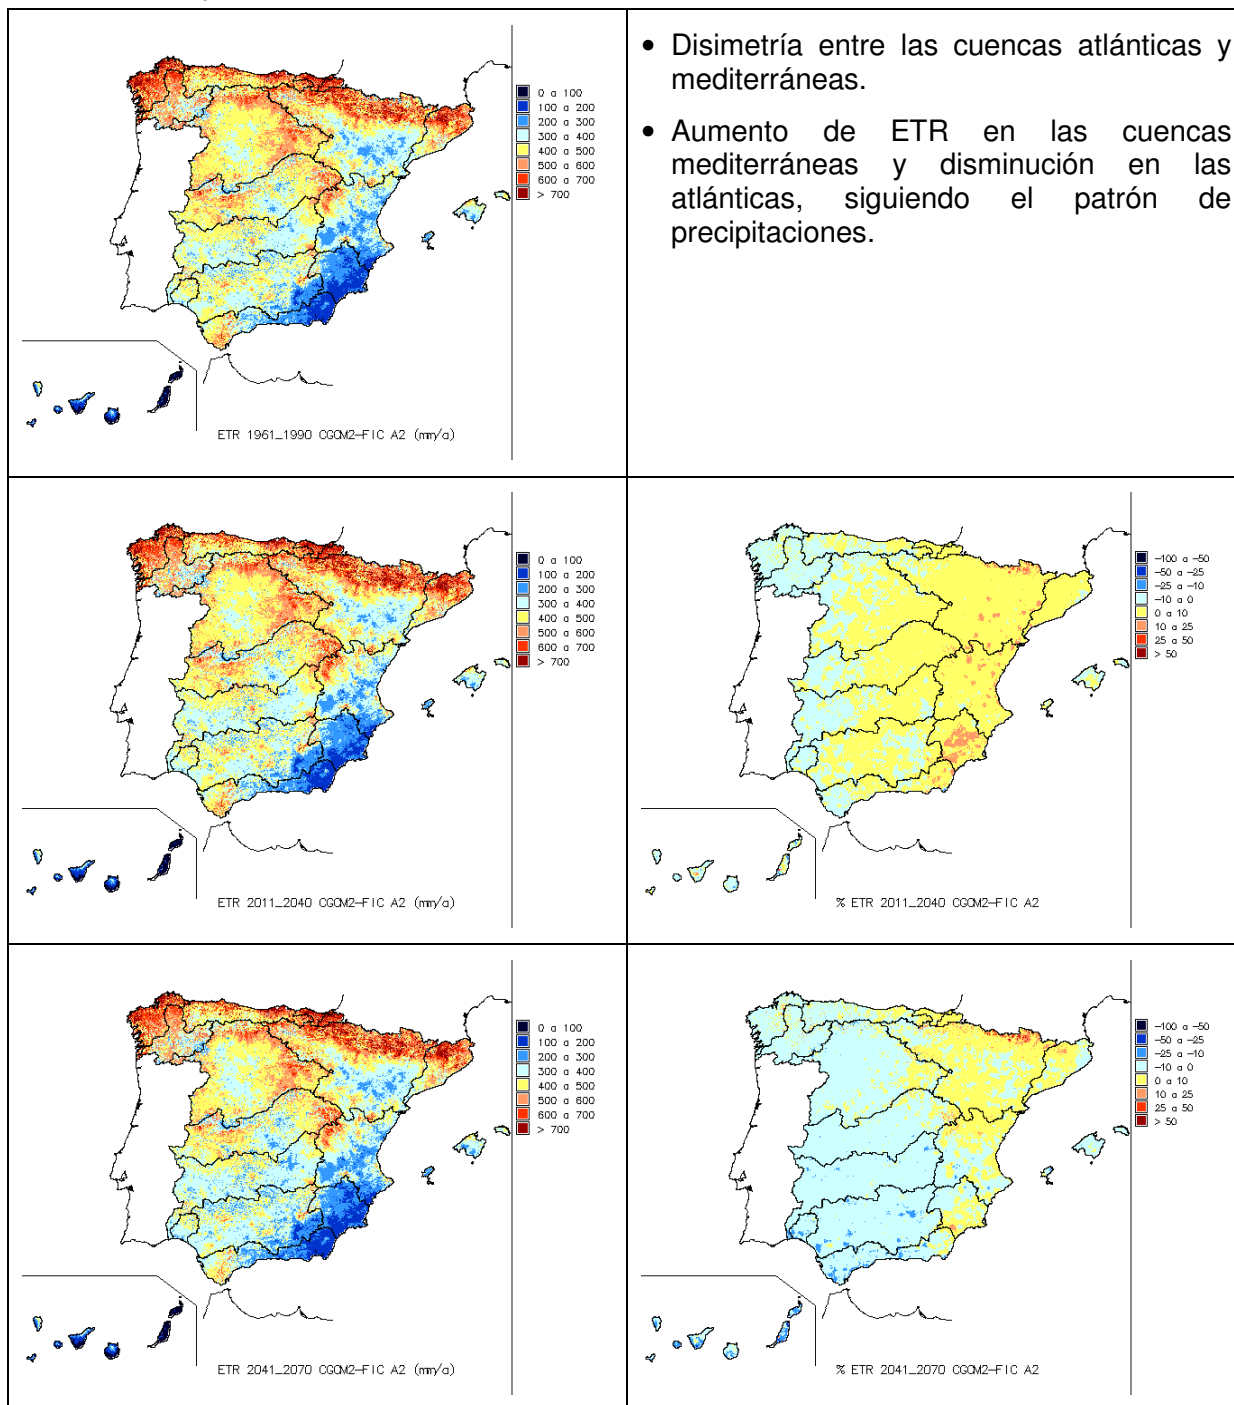 0 a 100
100 a 200
200 a 300
300 a 400
400 a 500
500 a 600
600 a 700
> 700
ETR 1961_1990 CGCM2-FIC A2 (mm/a)
• Disimetría entre las cuencas atlánticas y
mediterráneas.
• Aumento de ETR en las cuencas
mediterráneas y disminución en las
atlánticas, siguiendo el patrón de
precipitaciones.
0 a 100
100 a 200
200 a 300
300 a 400
400 a 500
500 a 600
600 a 700
> 700
ETR 2011_2040 CGCM2-FIC A2 (mm/a)
-100 a -50
-50 a -25
-25 a -10
-10 a 0
0 a 10
10 a 25
25 a 50
> 50
% ETR 2011_2040 CGCM2-FIC A2
0 a 100
100 a 200
200 a 300
300 a 400
400 a 500
500 a 600
600 a 700
> 700
ETR 2041_2070 CGCM2-FIC A2 (mm/a)
-100 a -50
-50 a -25
-25 a -10
-10 a 0
0 a 10
10 a 25
25 a 50
> 50
% ETR 2041_2070 CGCM2-FIC A2